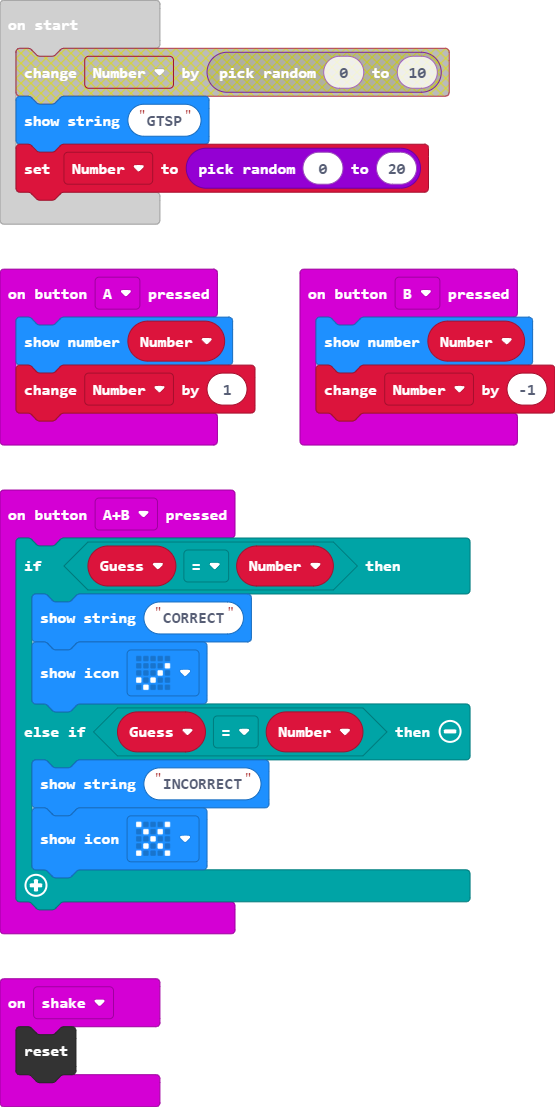 on start
change Number by pick random 0 to 10
show string "GTSP"
set Number to pick random 0 to 20
on button A pressed
show number Number
change Number by 1
on button B pressed
show number Number
change Number by -1
on button A+B pressed
if Guess = Number then
show string "CORRECT"
show icon
else if Guess = Number then
show string "INCORRECT"
show icon
on shake
reset